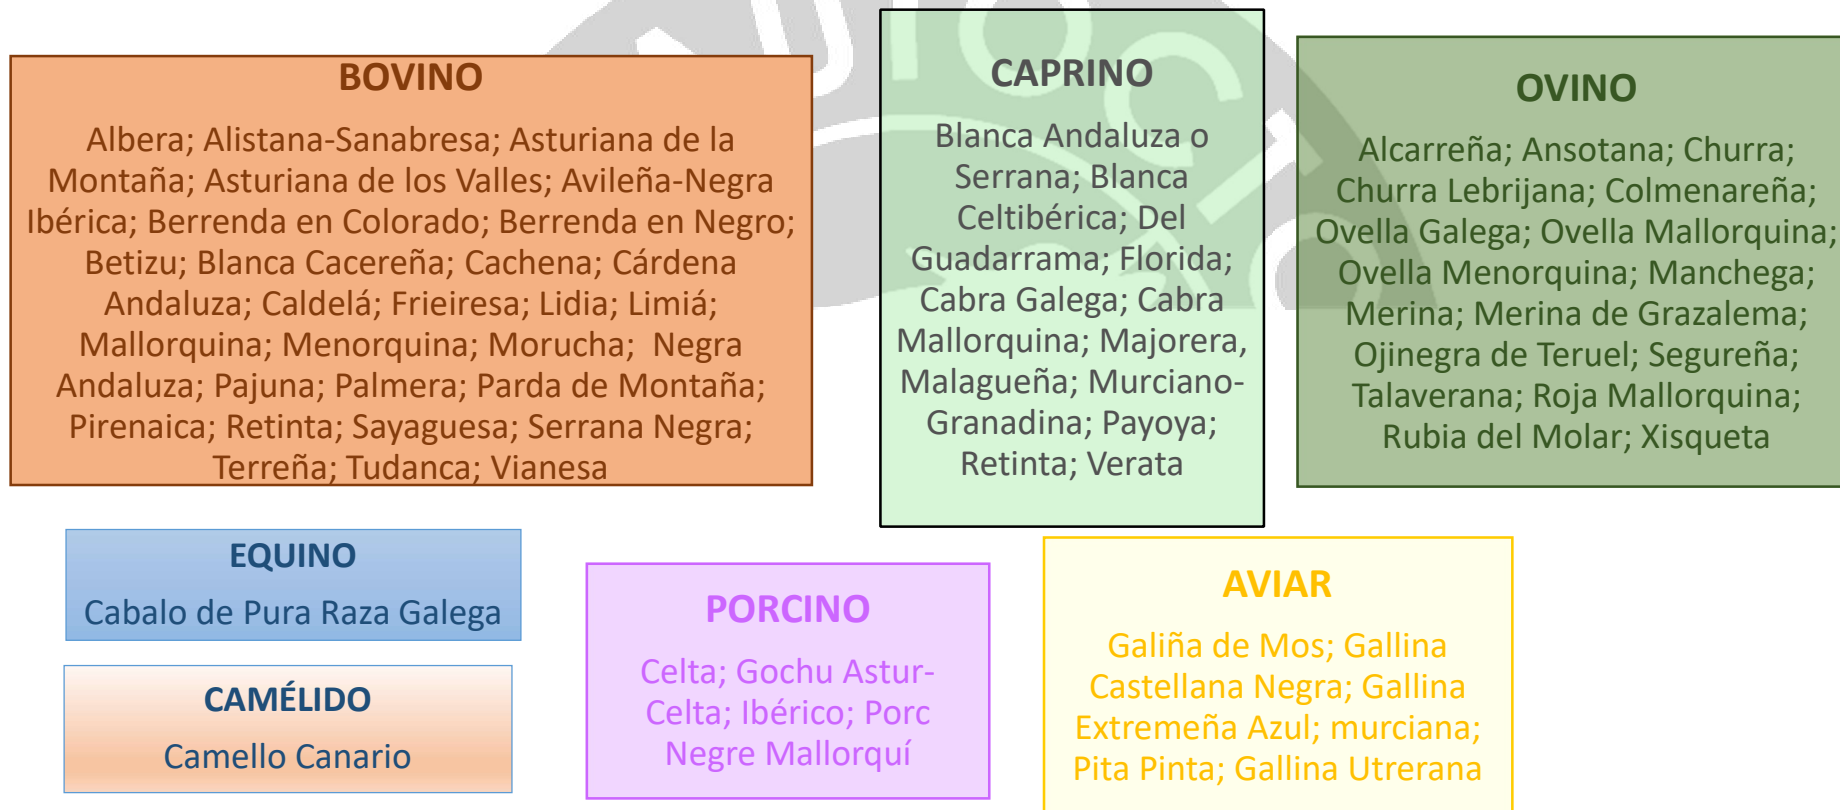 BOVINO
Albera; Alistana-Sanabresa; Asturiana de la
Montaña; Asturiana de los Valles; Avileña-Negra
Ibérica; Berrenda en Colorado; Berrenda en Negro;
Betizu; Blanca Cacereña; Cachena; Cárdena
Andaluza; Caldelá; Frieiresa; Lidia; Limiá;
Mallorquina; Menorquina; Morucha;  Negra
Andaluza; Pajuna; Palmera; Parda de Montaña;
Pirenaica; Retinta; Sayaguesa; Serrana Negra;
Terreña; Tudanca; Vianesa
CAPRINO
Blanca Andaluza o
Serrana; Blanca
Celtibérica; Del
Guadarrama; Florida;
Cabra Galega; Cabra
Mallorquina; Majorera,
Malagueña; Murciano-
Granadina; Payoya;
Retinta; Verata
OVINO
Alcarreña; Ansotana; Churra;
Churra Lebrijana; Colmenareña;
Ovella Galega; Ovella Mallorquina;
Ovella Menorquina; Manchega;
Merina; Merina de Grazalema;
Ojinegra de Teruel; Segureña;
Talaverana; Roja Mallorquina;
Rubia del Molar; Xisqueta
EQUINO
Cabalo de Pura Raza Galega
CAMÉLIDO
Camello Canario
PORCINO
Celta; Gochu Astur-
Celta; Ibérico; Porc
Negre Mallorquí
AVIAR
Galiña de Mos; Gallina
Castellana Negra; Gallina
Extremeña Azul; murciana;
Pita Pinta; Gallina Utrerana